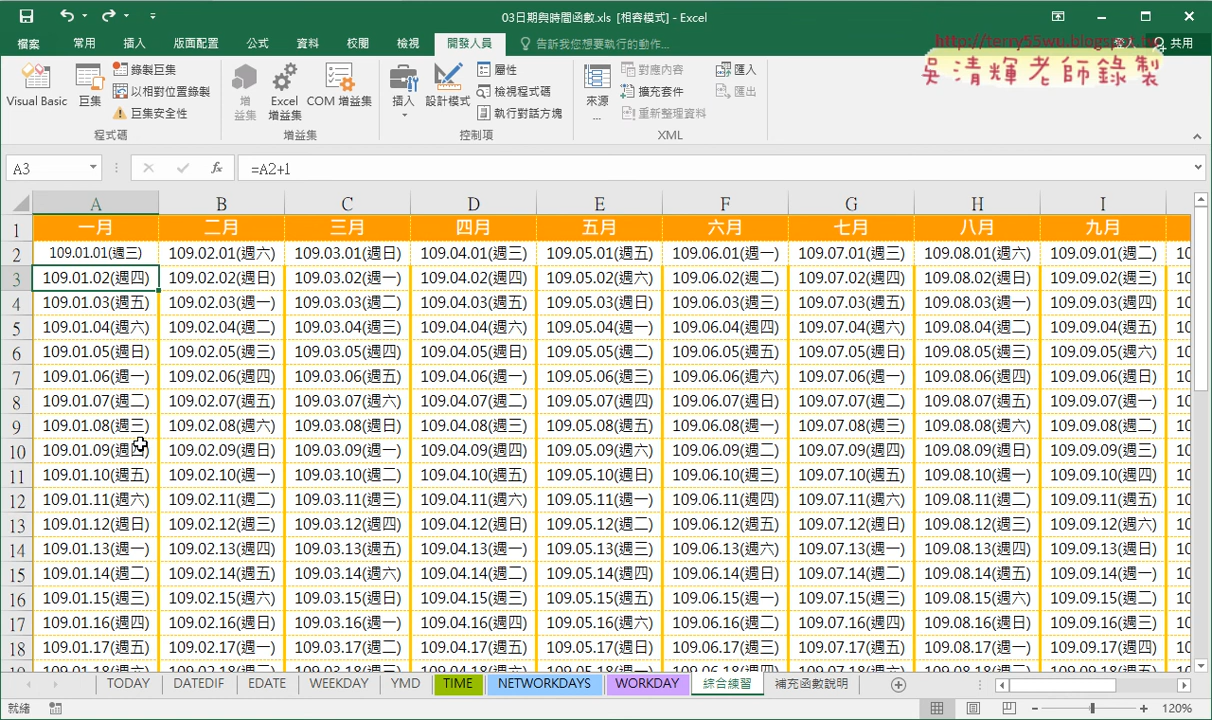 03日期與時間函數.xls [相容模式] - Excel
檔案 常用 插入 版面配置 公式 資料 校閱 檢視 開發人員 告訴我您想要執行的動作... 登入 共用
http://terry55wu.blogspot.tw
吳清輝老師錄製
Visual Basic 巨集 錄製巨集 以相對位置錄製 巨集安全性 程式碼
增益集 Excel 增益集 COM 增益集 增益集
插入 設計模式 屬性 檢視程式碼 執行對話方塊 控制項
來源... 對應內容 擴充套件 重新整理資料 匯入 匯出 XML
A3 fx =A2+1
A B C D E F G H I
1 一月 二月 三月 四月 五月 六月 七月 八月 九月
2 109.01.01(週三) 109.02.01(週六) 109.03.01(週日) 109.04.01(週三) 109.05.01(週五) 109.06.01(週一) 109.07.01(週三) 109.08.01(週六) 109.09.01(週二) 10
3 109.01.02(週四) 109.02.02(週日) 109.03.02(週一) 109.04.02(週四) 109.05.02(週六) 109.06.02(週二) 109.07.02(週四) 109.08.02(週日) 109.09.02(週三) 10
4 109.01.03(週五) 109.02.03(週一) 109.03.03(週二) 109.04.03(週五) 109.05.03(週日) 109.06.03(週三) 109.07.03(週五) 109.08.03(週一) 109.09.03(週四) 10
5 109.01.04(週六) 109.02.04(週二) 109.03.04(週三) 109.04.04(週六) 109.05.04(週一) 109.06.04(週四) 109.07.04(週六) 109.08.04(週二) 109.09.04(週五) 10
6 109.01.05(週日) 109.02.05(週三) 109.03.05(週四) 109.04.05(週日) 109.05.05(週二) 109.06.05(週五) 109.07.05(週日) 109.08.05(週三) 109.09.05(週六) 10
7 109.01.06(週一) 109.02.06(週四) 109.03.06(週五) 109.04.06(週一) 109.05.06(週三) 109.06.06(週六) 109.07.06(週一) 109.08.06(週四) 109.09.06(週日) 10
8 109.01.07(週二) 109.02.07(週五) 109.03.07(週六) 109.04.07(週二) 109.05.07(週四) 109.06.07(週日) 109.07.07(週二) 109.08.07(週五) 109.09.07(週一) 10
9 109.01.08(週三) 109.02.08(週六) 109.03.08(週日) 109.04.08(週三) 109.05.08(週五) 109.06.08(週一) 109.07.08(週三) 109.08.08(週六) 109.09.08(週二) 10
10 109.01.09(週四) 109.02.09(週日) 109.03.09(週一) 109.04.09(週四) 109.05.09(週六) 109.06.09(週二) 109.07.09(週四) 109.08.09(週日) 109.09.09(週三) 10
11 109.01.10(週五) 109.02.10(週一) 109.03.10(週二) 109.04.10(週五) 109.05.10(週日) 109.06.10(週三) 109.07.10(週五) 109.08.10(週一) 109.09.10(週四) 10
12 109.01.11(週六) 109.02.11(週二) 109.03.11(週三) 109.04.11(週六) 109.05.11(週一) 109.06.11(週四) 109.07.11(週六) 109.08.11(週二) 109.09.11(週五) 10
13 109.01.12(週日) 109.02.12(週三) 109.03.12(週四) 109.04.12(週日) 109.05.12(週二) 109.06.12(週五) 109.07.12(週日) 109.08.12(週三) 109.09.12(週六) 10
14 109.01.13(週一) 109.02.13(週四) 109.03.13(週五) 109.04.13(週一) 109.05.13(週三) 109.06.13(週六) 109.07.13(週一) 109.08.13(週四) 109.09.13(週日) 10
15 109.01.14(週二) 109.02.14(週五) 109.03.14(週六) 109.04.14(週二) 109.05.14(週四) 109.06.14(週日) 109.07.14(週二) 109.08.14(週五) 109.09.14(週一) 10
16 109.01.15(週三) 109.02.15(週六) 109.03.15(週日) 109.04.15(週三) 109.05.15(週五) 109.06.15(週一) 109.07.15(週三) 109.08.15(週六) 109.09.15(週二) 10
17 109.01.16(週四) 109.02.16(週日) 109.03.16(週一) 109.04.16(週四) 109.05.16(週六) 109.06.16(週二) 109.07.16(週四) 109.08.16(週日) 109.09.16(週三) 10
18 109.01.17(週五) 109.02.17(週一) 109.03.17(週二) 109.04.17(週五) 109.05.17(週日) 109.06.17(週三) 109.07.17(週五) 109.08.17(週一) 109.09.17(週四) 10
TODAY DATEDIF EDATE WEEKDAY YMD TIME NETWORKDAYS WORKDAY 綜合練習 補充函數說明
就緒 120%